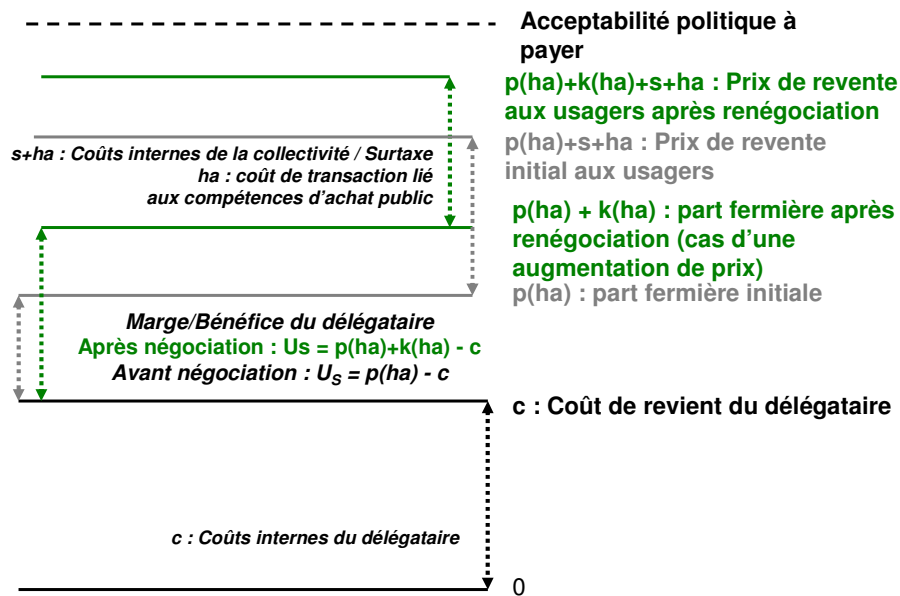 Acceptabilité politique à
payer
p(ha)+k(ha)+s+ha : Prix de revente
aux usagers après renégociation
p(ha)+s+ha : Prix de revente
initial aux usagers
s+ha : Coûts internes de la collectivité / Surtaxe
ha : coût de transaction lié
aux compétences d'achat public
p(ha) + k(ha) : part fermière après
renégociation (cas d'une
augmentation de prix)
p(ha) : part fermière initiale
Marge/Bénéfice du délégataire
Après négociation : Us = p(ha)+k(ha) - c
Avant négociation : U_S = p(ha) - c
c : Coût de revient du délégataire
c : Coûts internes du délégataire
0